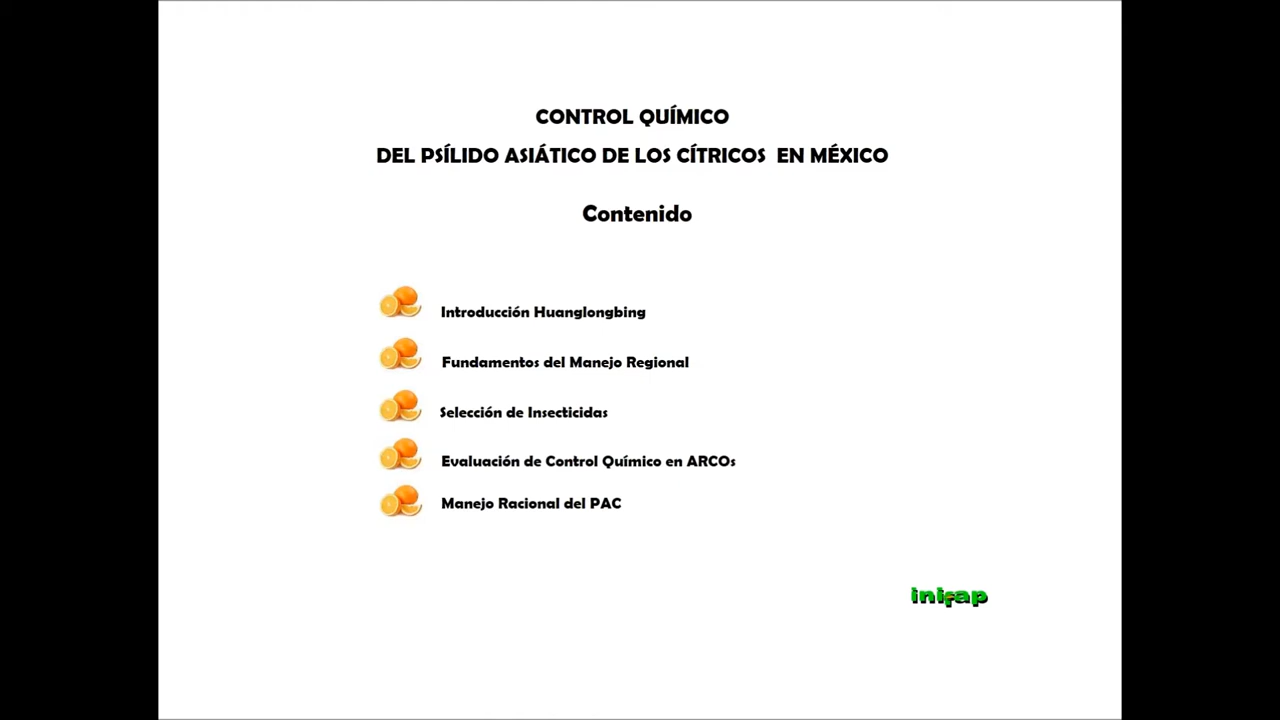 CONTROL QUÍMICO
DEL PSÍLIDO ASIÁTICO DE LOS CÍTRICOS EN MÉXICO
Contenido
Introducción Huanglongbing
Fundamentos del Manejo Regional
Selección de Insecticidas
Evaluación de Control Químico en ARCOs
Manejo Racional del PAC
inifap